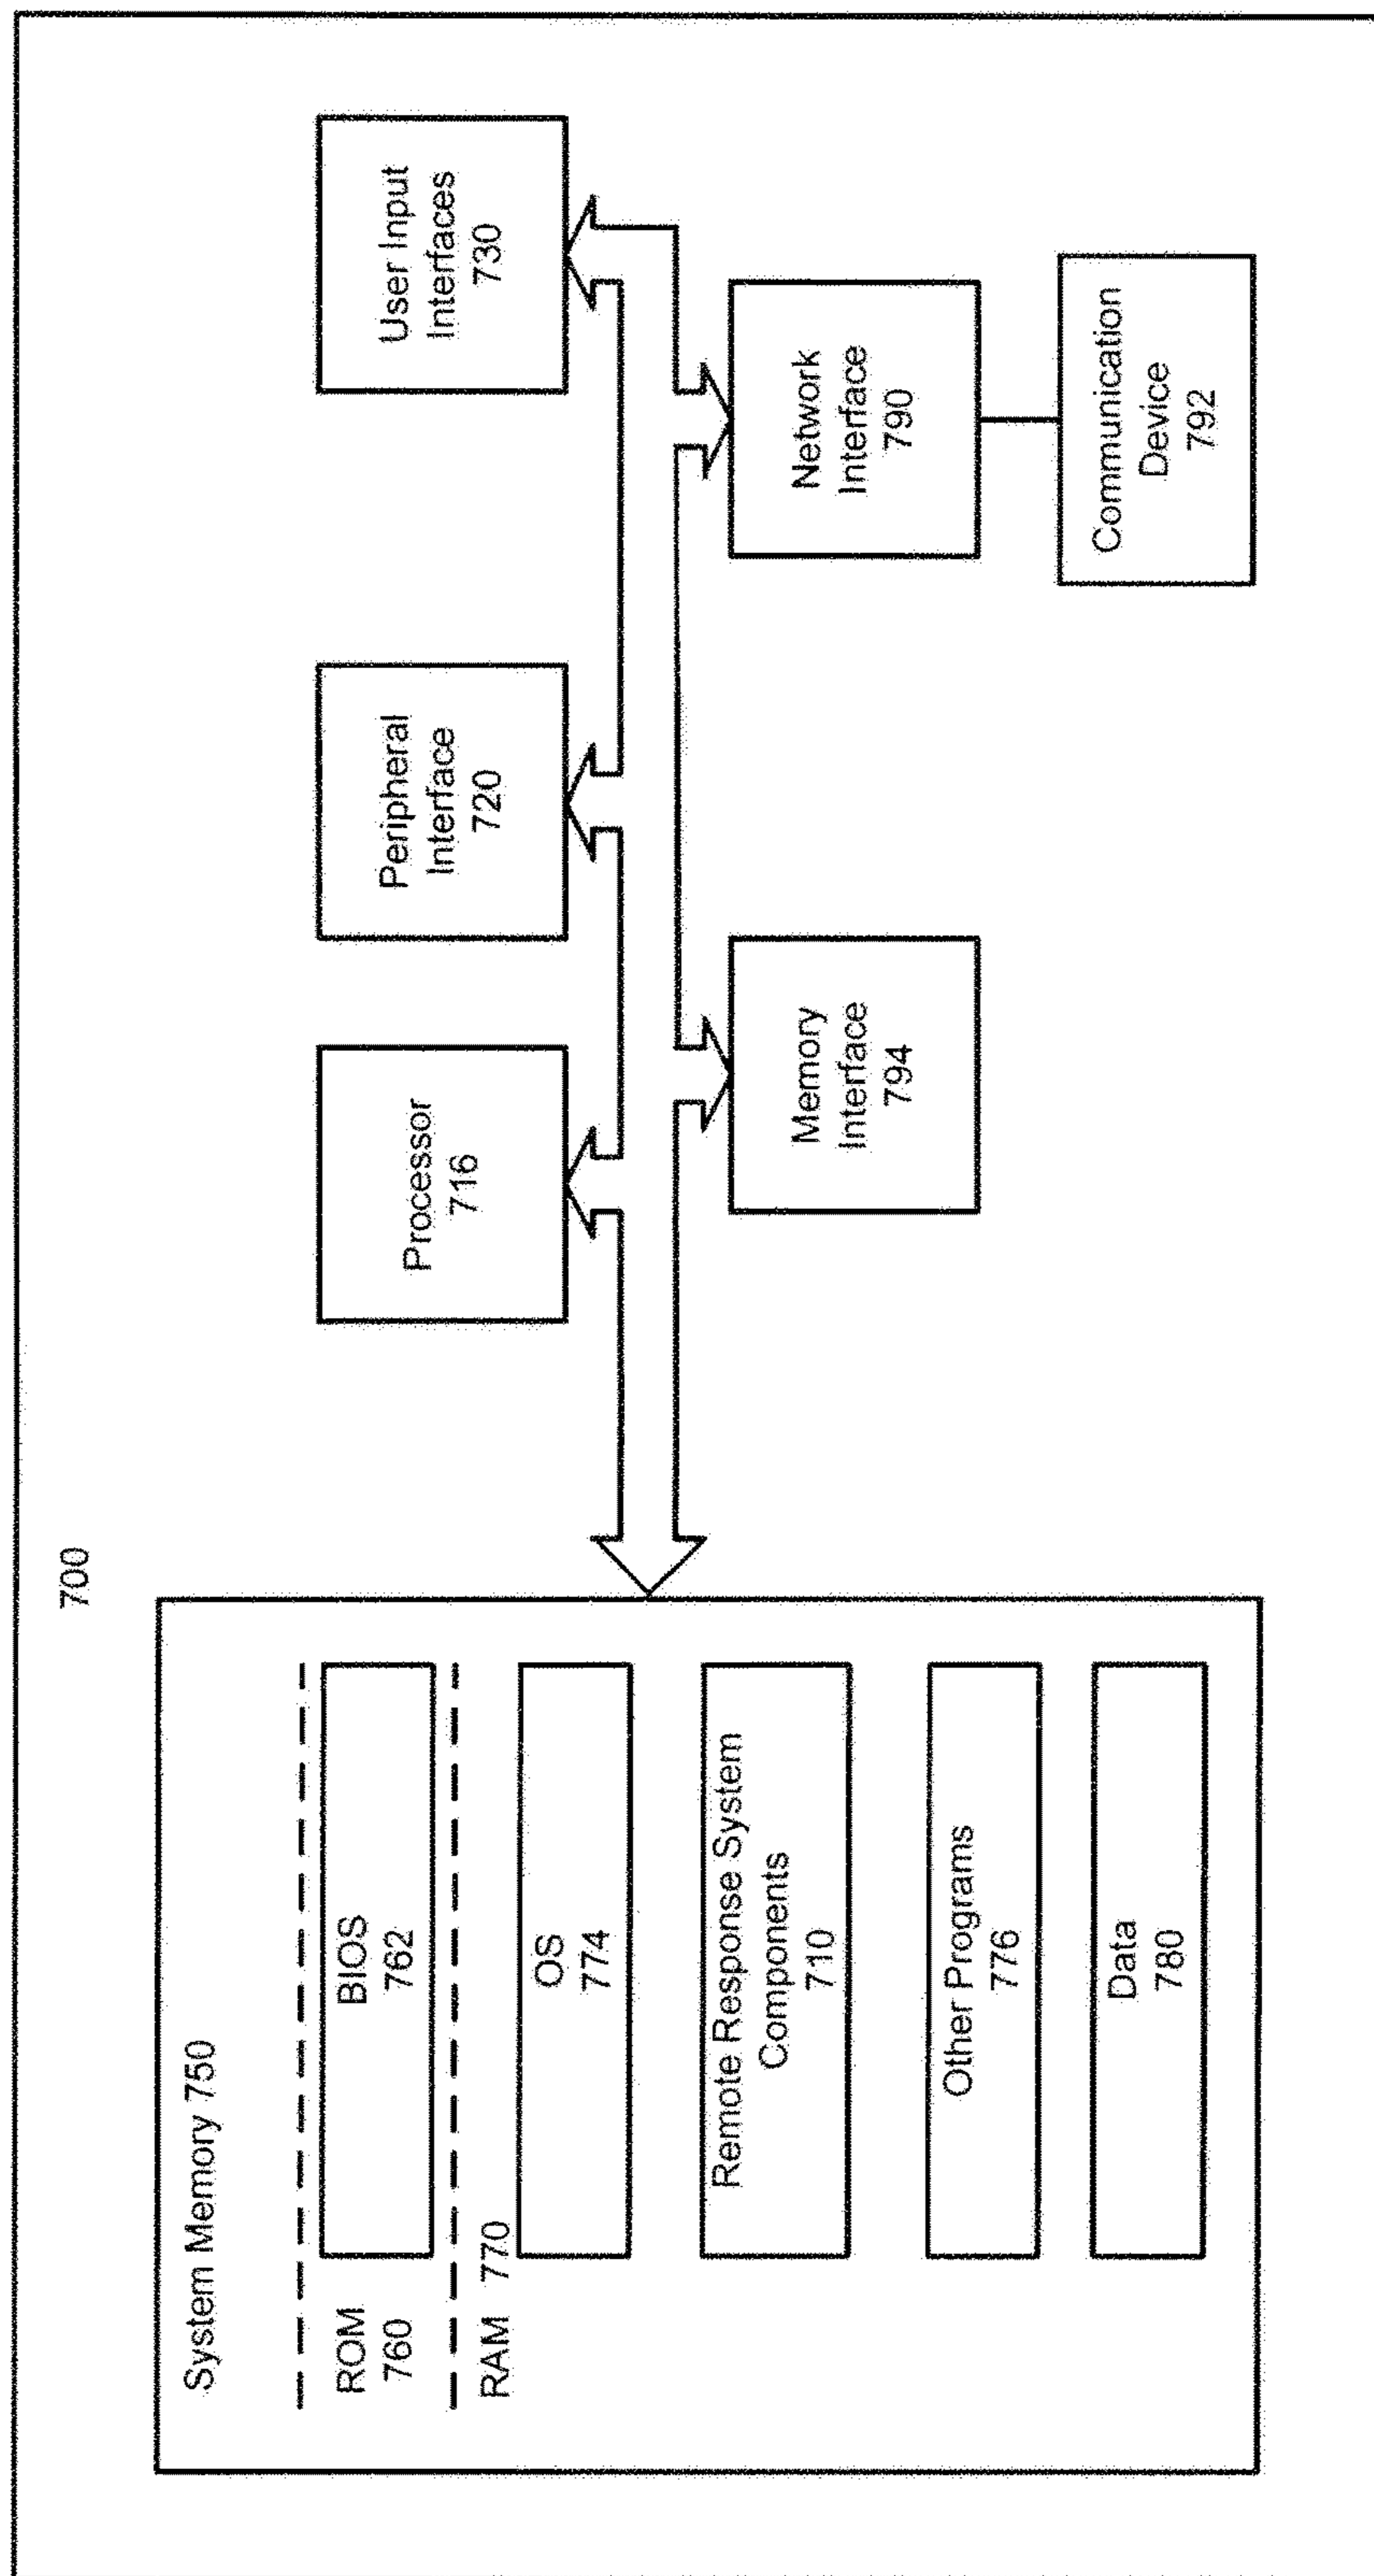 700
System Memory 750
ROM
760
BIOS
762
RAM 770
OS
774
Remote Response System
Components
710
Other Programs
776
Data
780
Processor
716
Peripheral
Interface
720
User Input
Interfaces
730
Memory
Interface
794
Network
Interface
790
Communication
Device
792